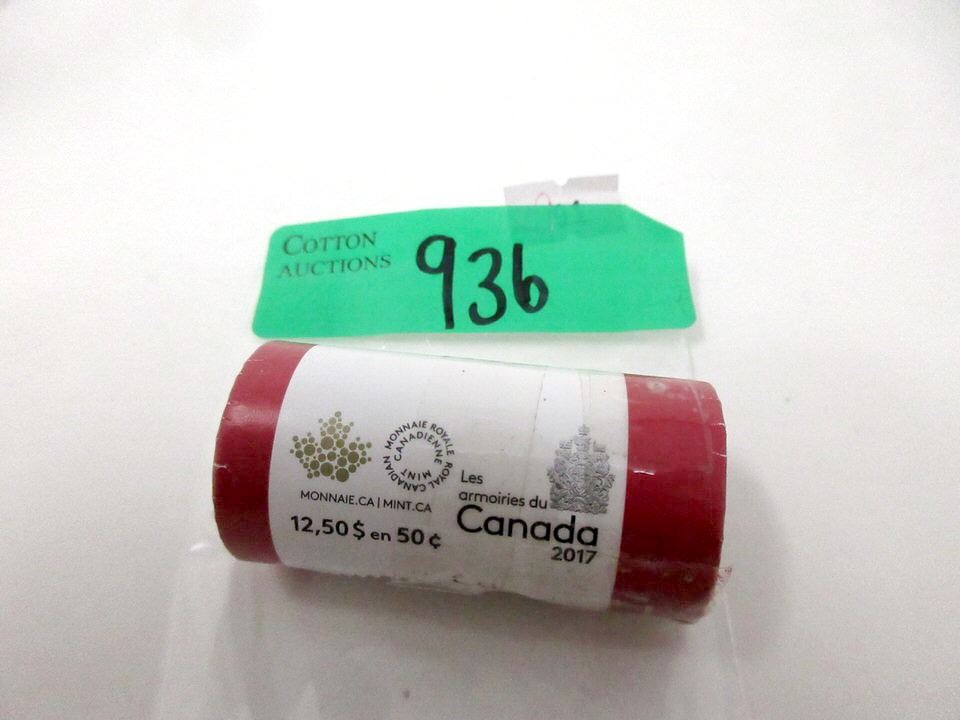 COTTON
AUCTIONS
936
MONNAIE ROYALE CANADIENNE
ROYAL CANADIAN MINT
MONNAIE.CA | MINT.CA
12,50 $ en 50 ¢
Les
armoiries du
Canada
2017